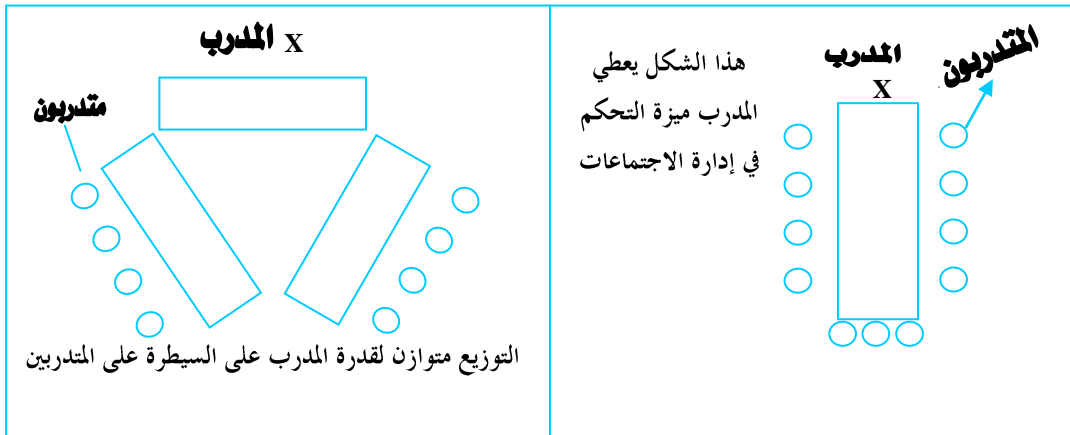 المتدربون
المدرب
X
هذا الشكل يعطي
المدرب ميزة التحكم
في إدارة الاجتماعات
المدرب X
متدربون
التوزيع متوازن لقدرة المدرب على السيطرة على المتدربين